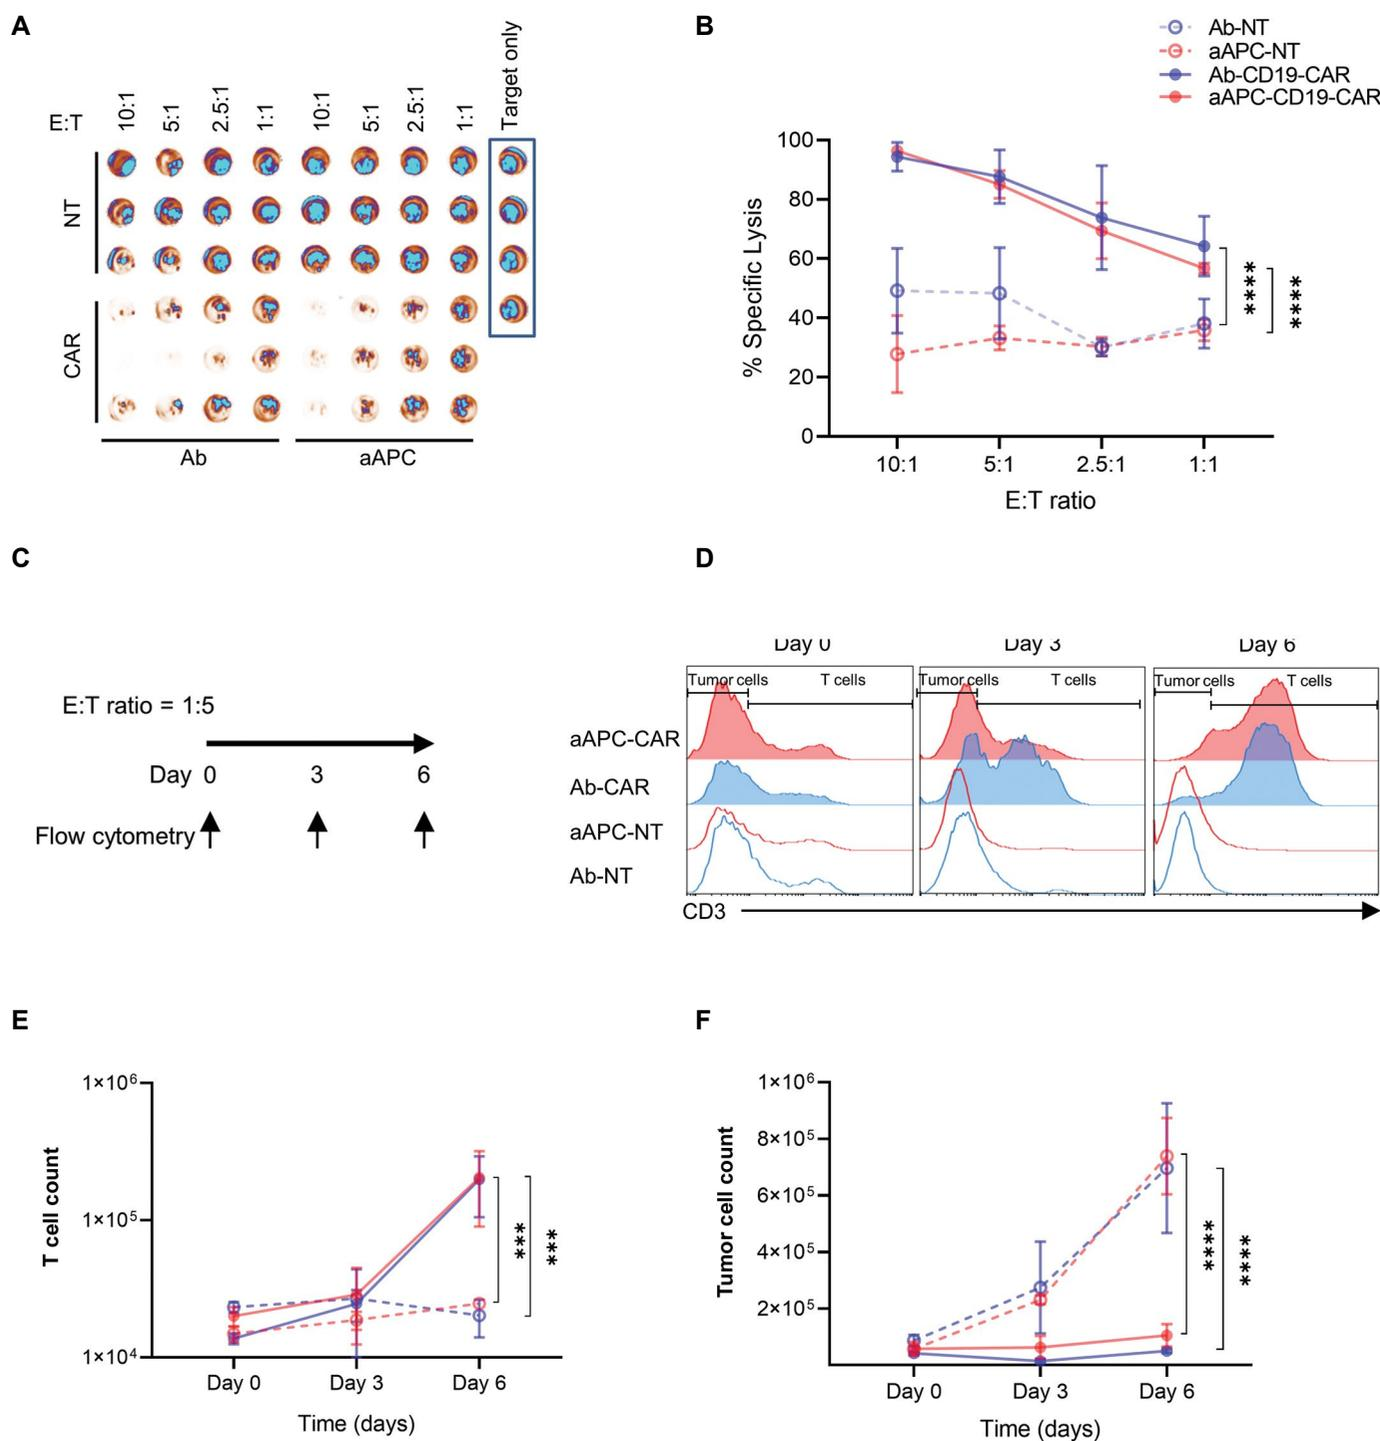 A
E:T
10:1
5:1
2.5:1
1:1
10:1
5:1
2.5:1
1:1
Target only
NT
CAR
Ab
aAPC
B
Ab-NT
aAPC-NT
Ab-CD19-CAR
aAPC-CD19-CAR
% Specific Lysis
100
80
60
40
20
0
10:1 5:1 2.5:1 1:1
E:T ratio
****
****
C
E:T ratio = 1:5
Day 0 3 6
Flow cytometry
D
Day 0 Day 3 Day 6
Tumor cells T cells Tumor cells T cells Tumor cells T cells
aAPC-CAR
Ab-CAR
aAPC-NT
Ab-NT
CD3
E
T cell count
1×10⁶
1×10⁵
1×10⁴
Day 0 Day 3 Day 6
Time (days)
***
***
F
Tumor cell count
1×10⁶
8×10⁵
6×10⁵
4×10⁵
2×10⁵
Day 0 Day 3 Day 6
Time (days)
****
****